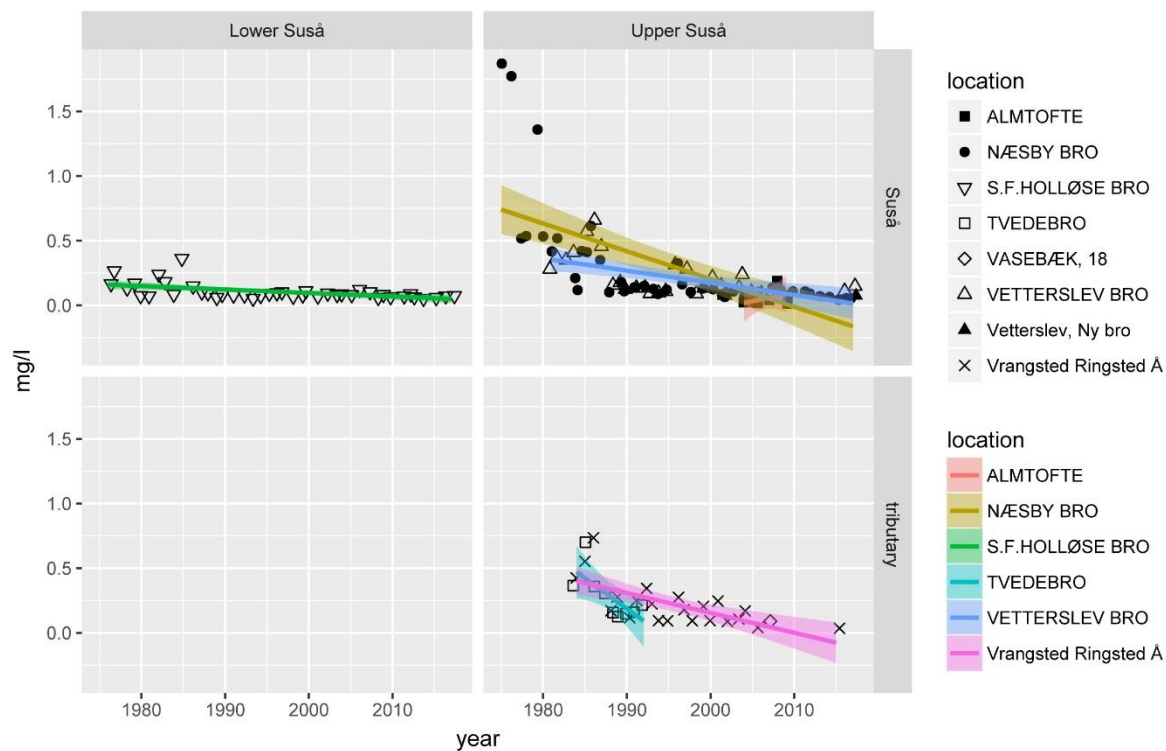 Lower Suså
Upper Suså
1.5
1.0
0.5
0.0
Suså
1.5
1.0
0.5
0.0
tributary
mg/l
1980
1990
2000
2010
1980
1990
2000
2010
year
location
ALMTOFTE
NÆSBY BRO
S.F.HOLLØSE BRO
TVEDEBRO
VASEBÆK, 18
VETTERSLEV BRO
Vetterslev, Ny bro
Vrangsted Ringsted Å
location
ALMTOFTE
NÆSBY BRO
S.F.HOLLØSE BRO
TVEDEBRO
VETTERSLEV BRO
Vrangsted Ringsted Å